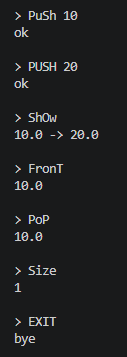 > PuSh 10
ok
> PUSH 20
ok
> ShOw
10.0 -> 20.0
> FronT
10.0
> PoP
10.0
> Size
1
> EXIT
bye